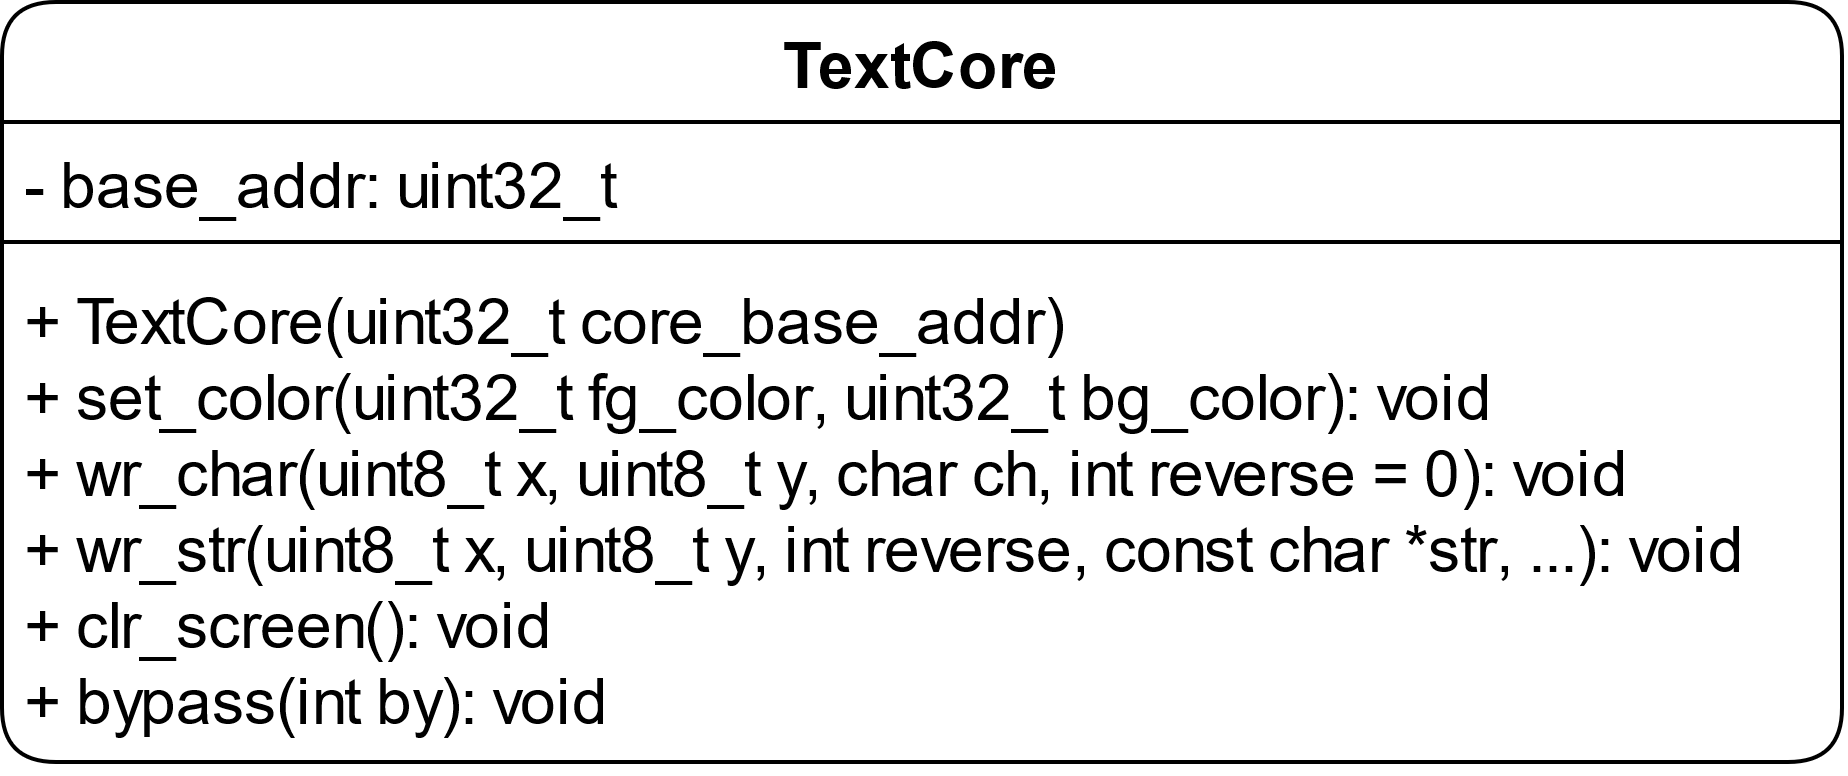 TextCore
- base_addr: uint32_t
+ TextCore(uint32_t core_base_addr)
+ set_color(uint32_t fg_color, uint32_t bg_color): void
+ wr_char(uint8_t x, uint8_t y, char ch, int reverse = 0): void
+ wr_str(uint8_t x, uint8_t y, int reverse, const char *str, ...): void
+ clr_screen(): void
+ bypass(int by): void